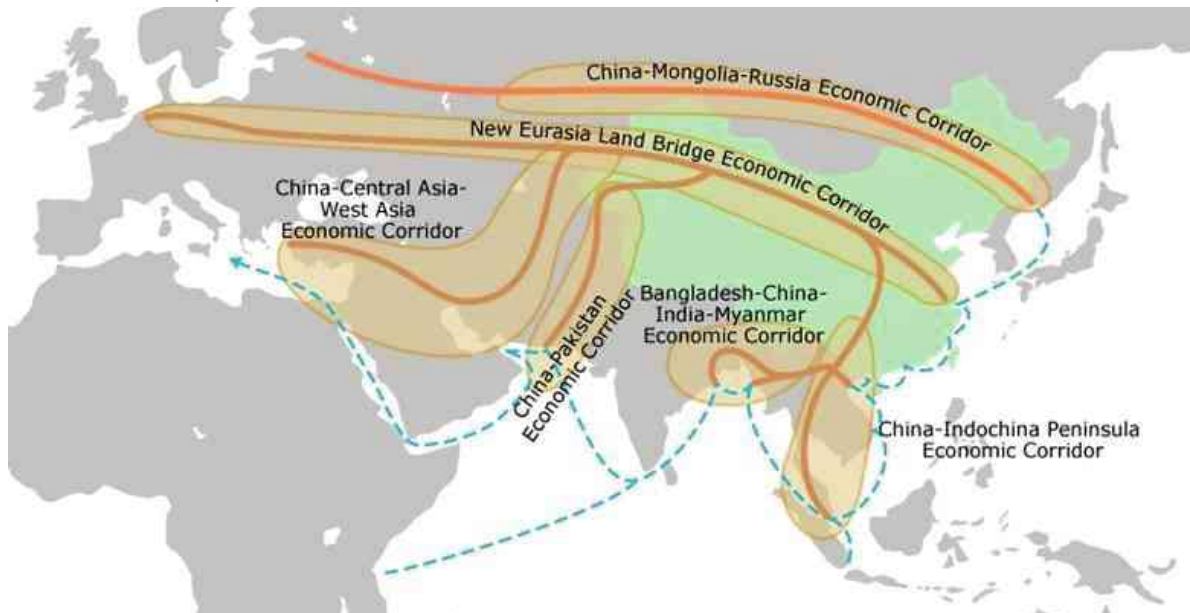 China-Mongolia-Russia Economic Corridor
New Eurasia Land Bridge Economic Corridor
China-Central Asia-
West Asia
Economic Corridor
Bangladesh-China-
India-Myanmar
Economic Corridor
China-Pakistan
Economic Corridor
China-Indochina Peninsula
Economic Corridor